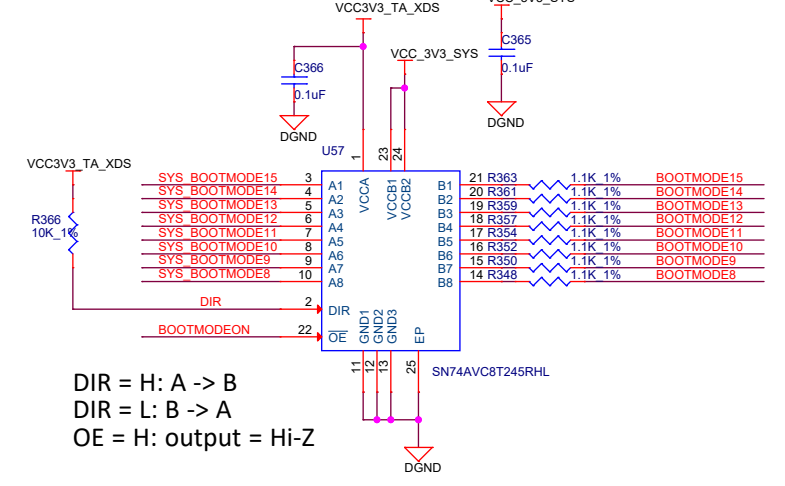 VCC3V3_TA_XDS
C366
0.1uF
DGND
VCC_3V3_SYS
C365
0.1uF
DGND
U57
VCC3V3_TA_XDS
R366
10K_1%
1
23
24
VCCA
VCCB1
VCCB2
SYS_BOOTMODE15 3 A1 B1 21 R363 1.1K_1% BOOTMODE15
SYS_BOOTMODE14 4 A2 B2 20 R361 1.1K_1% BOOTMODE14
SYS_BOOTMODE13 5 A3 B3 19 R359 1.1K_1% BOOTMODE13
SYS_BOOTMODE12 6 A4 B4 18 R357 1.1K_1% BOOTMODE12
SYS_BOOTMODE11 7 A5 B5 17 R354 1.1K_1% BOOTMODE11
SYS_BOOTMODE10 8 A6 B6 16 R352 1.1K_1% BOOTMODE10
SYS_BOOTMODE9 9 A7 B7 15 R350 1.1K_1% BOOTMODE9
SYS_BOOTMODE8 10 A8 B8 14 R348 1.1K_1% BOOTMODE8
DIR 2 DIR
BOOTMODEON 22 OE
GND1
GND2
GND3
EP
11
12
13
25
SN74AVC8T245RHL
DIR = H: A -> B
DIR = L: B -> A
OE = H: output = Hi-Z
DGND